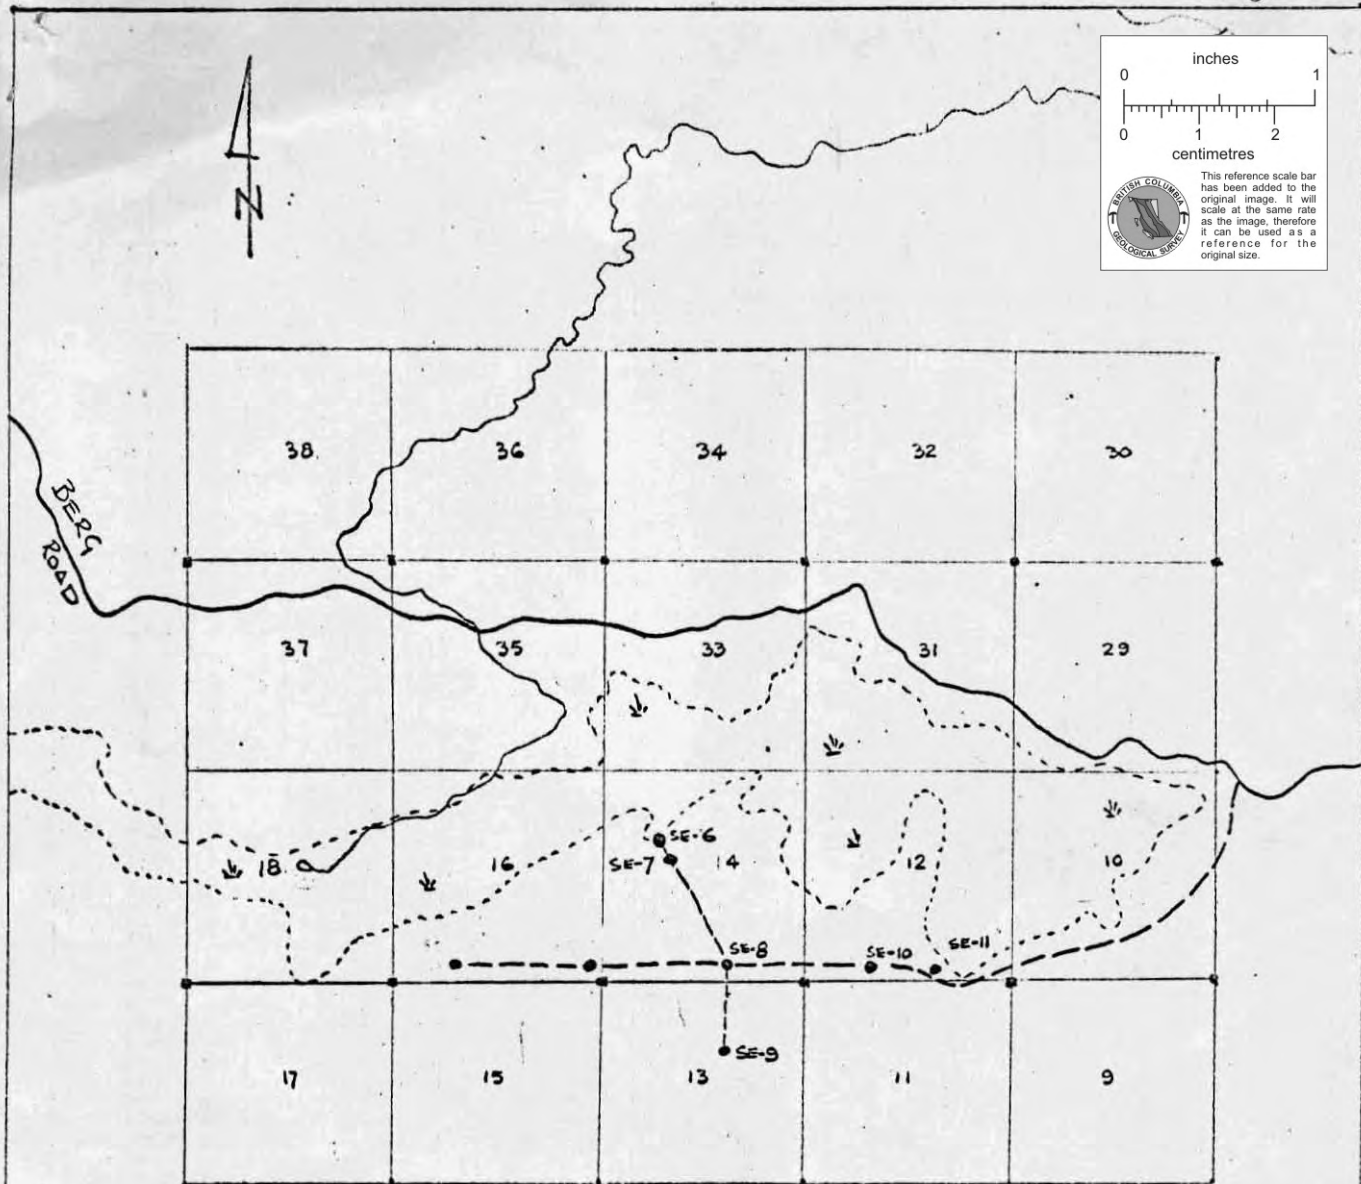 inches
0 1
0 1 2
centimetres
BRITISH COLUMBIA
GEOLOGICAL SURVEY
This reference scale bar
has been added to the
original image. It will
scale at the same rate
as the image, therefore
it can be used as a
reference for the
original size.
N
38 36 34 32 30
BERG
ROAD
37 35 33 31 29
18 16 SE-6
SE-7 14 12 10
SE-8 SE-10 SE-11
SE-9
17 15 13 11 9